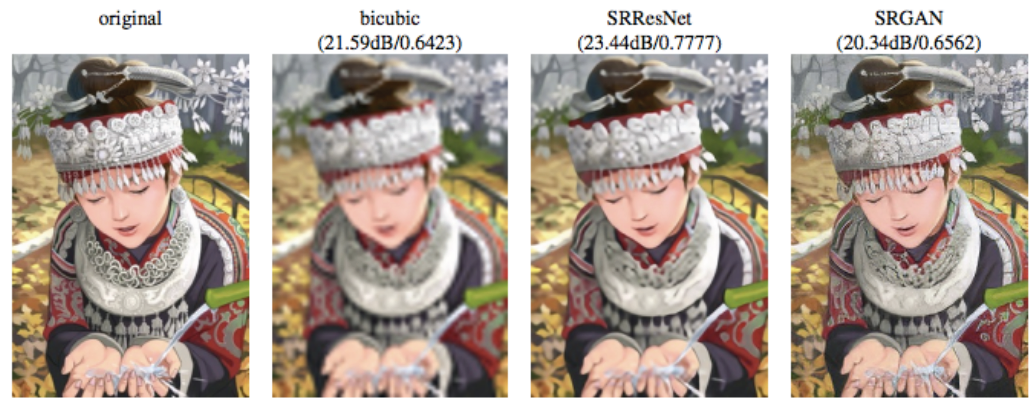 original
bicubic
(21.59dB/0.6423)
SRResNet
(23.44dB/0.7777)
SRGAN
(20.34dB/0.6562)